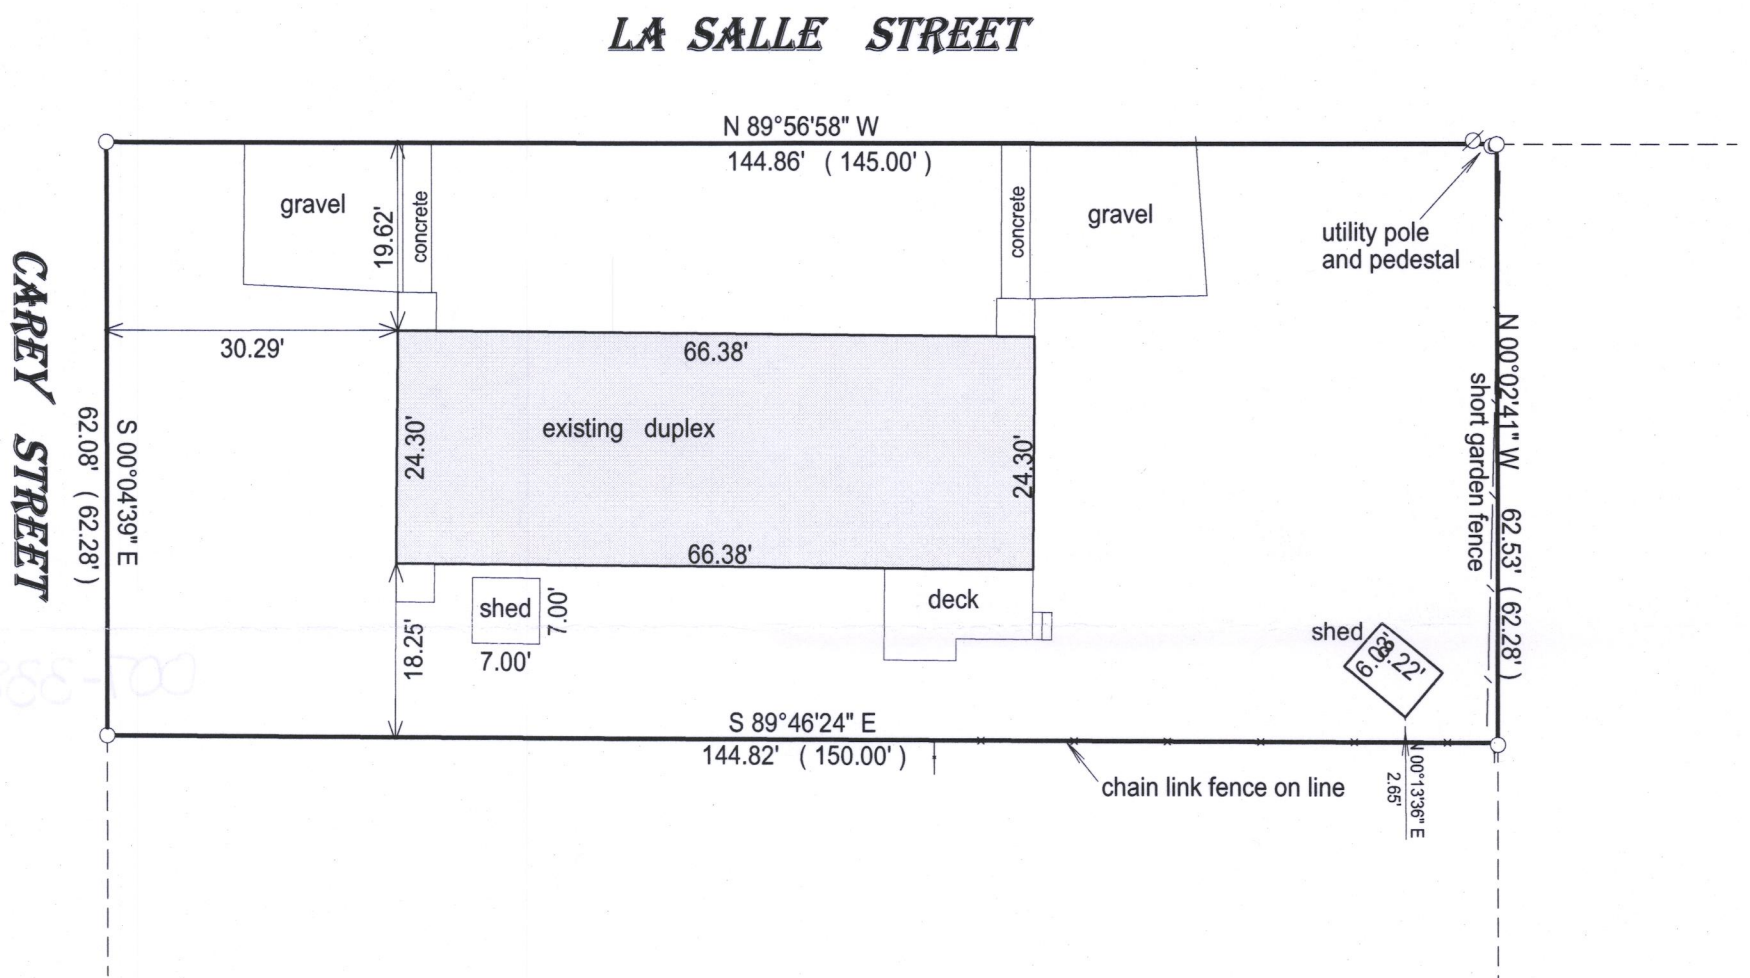 LA SALLE STREET
N 89°56'58" W
144.86' ( 145.00' )
gravel
19.62'
concrete
concrete
gravel
utility pole
and pedestal
CAREY STREET
30.29'
66.38'
existing duplex
24.30'
24.30'
66.38'
S 00°04'39" E
62.08' ( 62.28' )
N 00°02'41" W 62.53' ( 62.28' )
short garden fence
shed
7.00'
7.00'
18.25'
deck
shed
S 89°46'24" E
144.82' ( 150.00' )
chain link fence on line
N 00°13'36" E
2.65'